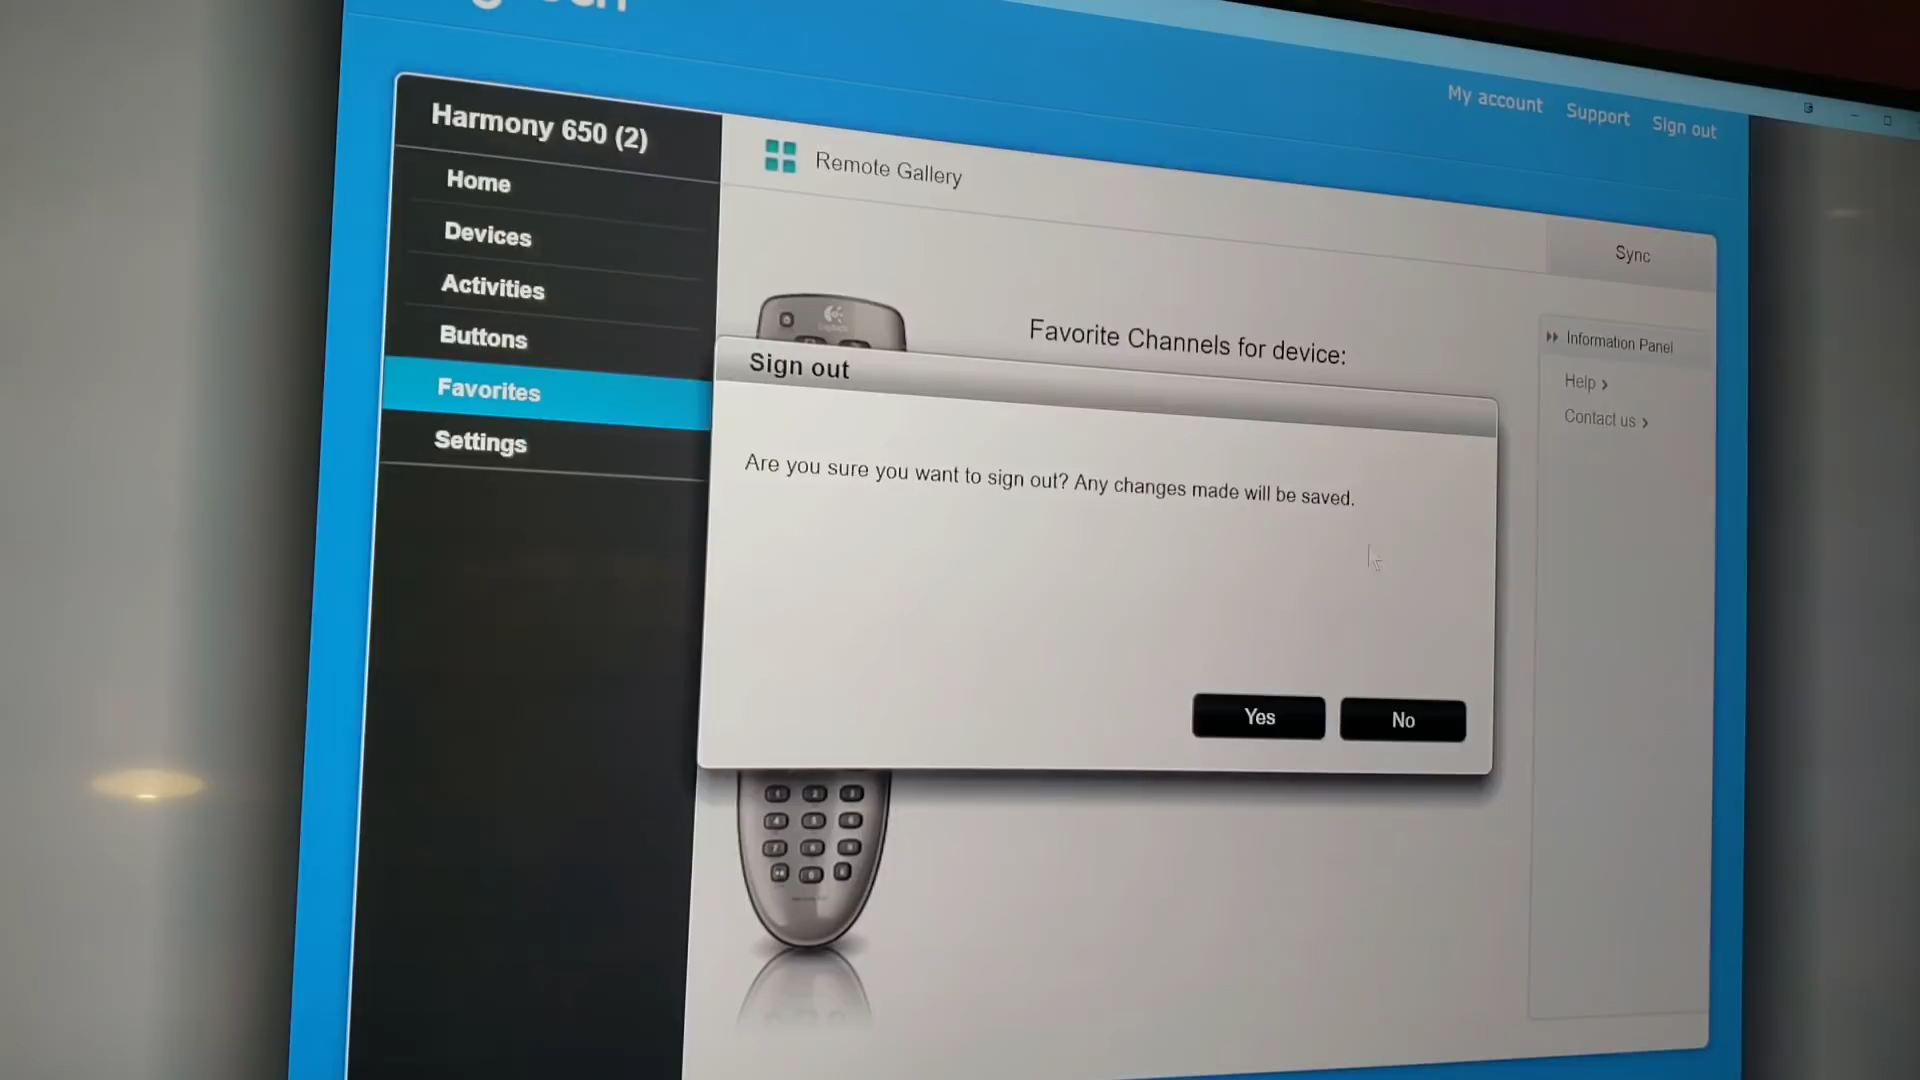 My account Support Sign out
Harmony 650 (2)
Home
Devices
Activities
Buttons
Favorites
Settings
Remote Gallery
Sync
Favorite Channels for device:
Information Panel
Help
Contact us
Sign out
Are you sure you want to sign out? Any changes made will be saved.
Yes No